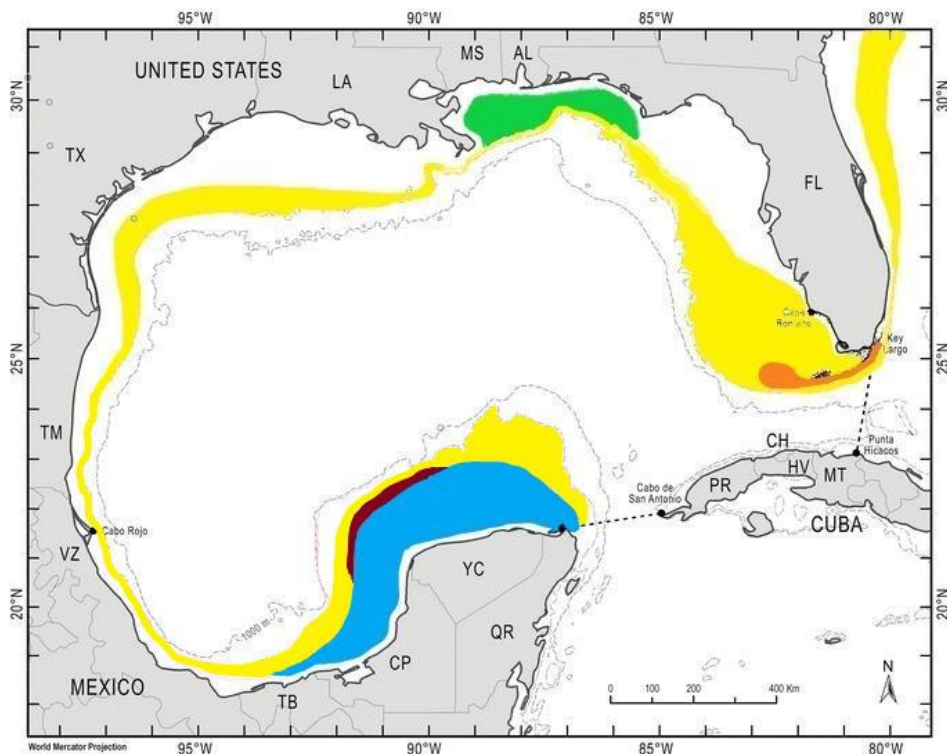 95°W
90°W
85°W
80°W
MS
AL
UNITED STATES
LA
30°N
30°N
TX
FL
Cape
Romano
Key
Largo
25°N
25°N
TM
CH
Punta
Hicacos
HV
PR
MT
Cabo de
San Antonio
CUBA
Cabo Rojo
VZ
YC
20°N
20°N
1000 m
QR
CP
MEXICO
TB
N
0 100 200 400 Km
World Mercator Projection
95°W
90°W
85°W
80°W